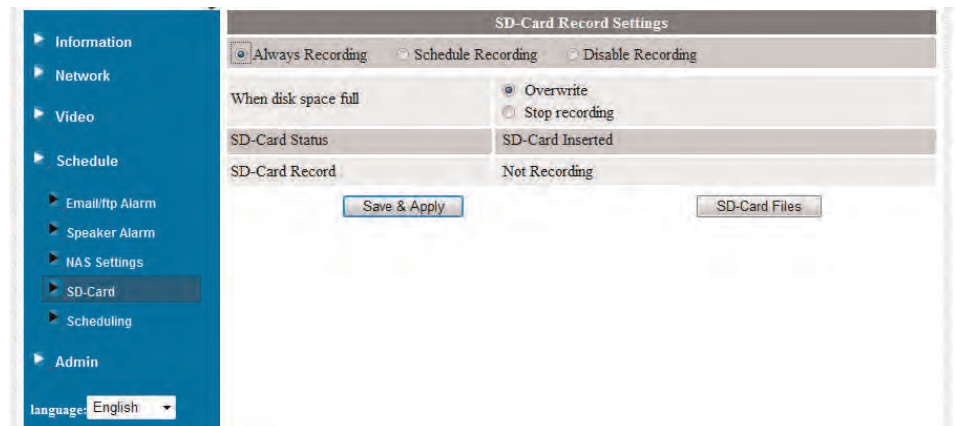 Information
Network
Video
Schedule
Email/ftp Alarm
Speaker Alarm
NAS Settings
SD-Card
Scheduling
Admin
language: English
SD-Card Record Settings
Always Recording Schedule Recording Disable Recording
When disk space full
Overwrite
Stop recording
SD-Card Status SD-Card Inserted
SD-Card Record Not Recording
Save & Apply SD-Card Files